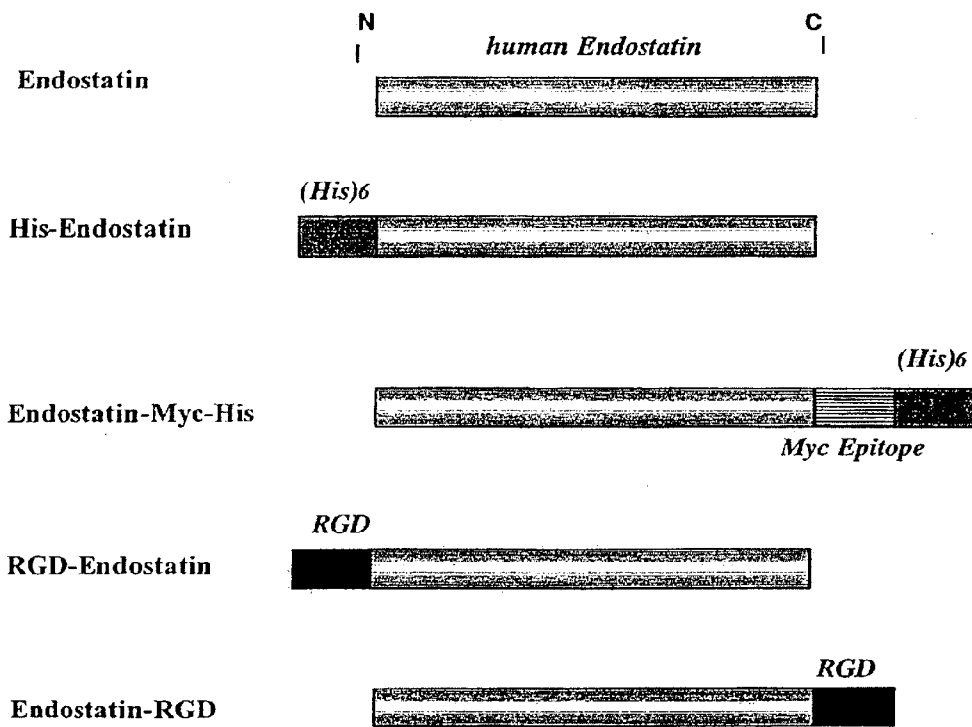 N C
human Endostatin
Endostatin
(His)6
His-Endostatin
(His)6
Endostatin-Myc-His
Myc Epitope
RGD
RGD-Endostatin
RGD
Endostatin-RGD